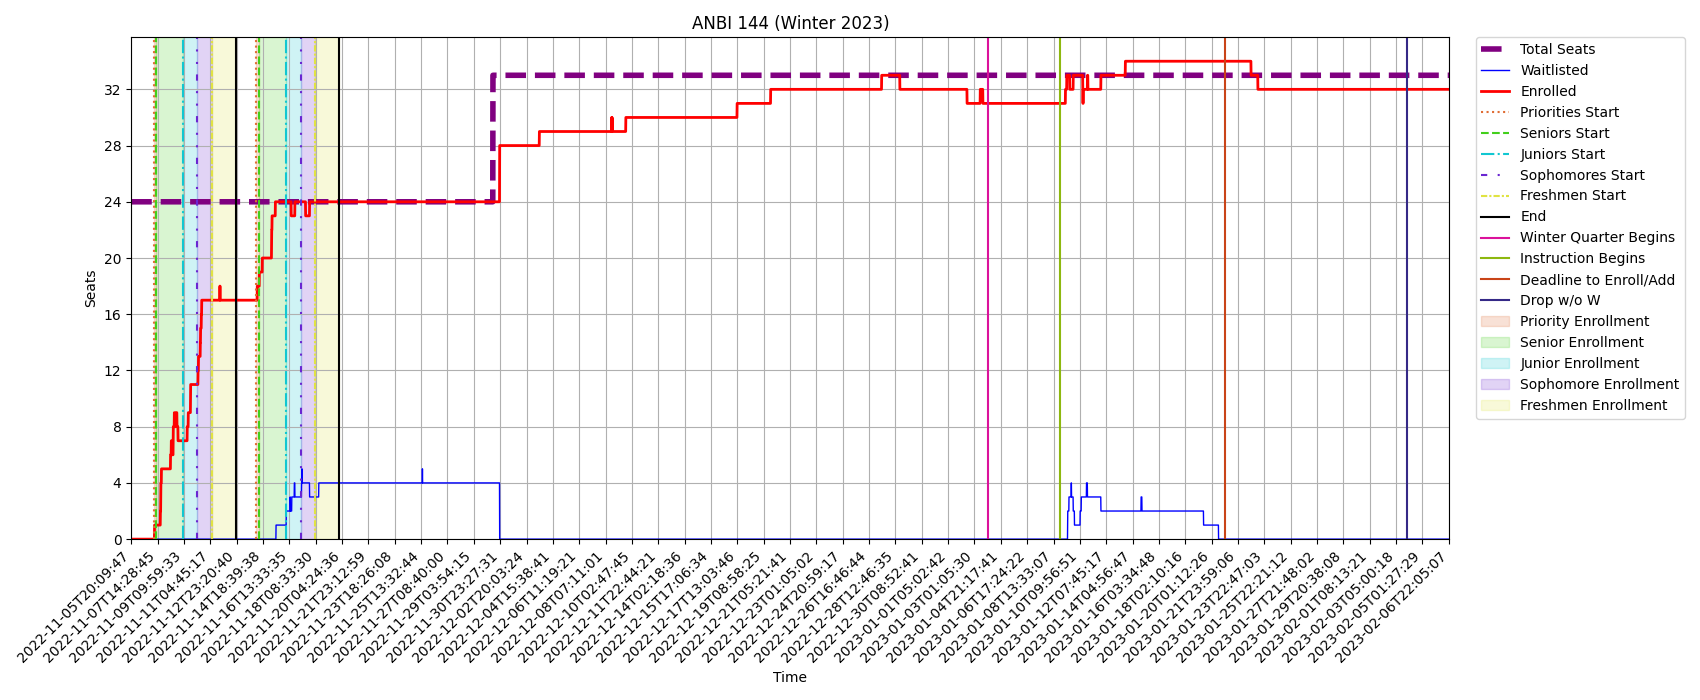 ANBI 144 (Winter 2023)
Seats
32
28
24
20
16
12
8
4
0
2022-11-05T20:09:47
2022-11-07T14:28:45
2022-11-09T09:59:33
2022-11-11T04:45:17
2022-11-12T23:20:40
2022-11-14T18:39:38
2022-11-16T13:33:35
2022-11-18T08:33:30
2022-11-20T04:24:36
2022-11-21T23:12:59
2022-11-23T18:26:08
2022-11-25T13:32:44
2022-11-27T08:40:00
2022-11-29T03:54:15
2022-11-30T23:27:31
2022-12-02T20:03:24
2022-12-04T15:38:41
2022-12-06T11:19:21
2022-12-08T07:11:01
2022-12-10T02:47:45
2022-12-11T22:44:21
2022-12-14T02:18:36
2022-12-15T17:06:34
2022-12-17T13:03:46
2022-12-19T08:58:25
2022-12-21T05:21:41
2022-12-23T01:05:02
2022-12-24T20:59:17
2022-12-26T16:46:44
2022-12-28T12:46:35
2022-12-30T08:52:41
2023-01-01T05:02:42
2023-01-03T01:05:30
2023-01-04T21:17:41
2023-01-06T17:24:22
2023-01-08T13:33:07
2023-01-10T09:56:51
2023-01-12T07:45:17
2023-01-14T04:56:47
2023-01-16T03:34:48
2023-01-18T02:10:16
2023-01-20T01:12:26
2023-01-21T23:59:06
2023-01-23T22:47:03
2023-01-25T22:21:12
2023-01-27T21:48:02
2023-01-29T20:38:08
2023-02-01T08:13:21
2023-02-03T05:00:18
2023-02-05T01:27:29
2023-02-06T22:05:07
Time
Total Seats
Waitlisted
Enrolled
Priorities Start
Seniors Start
Juniors Start
Sophomores Start
Freshmen Start
End
Winter Quarter Begins
Instruction Begins
Deadline to Enroll/Add
Drop w/o W
Priority Enrollment
Senior Enrollment
Junior Enrollment
Sophomore Enrollment
Freshmen Enrollment